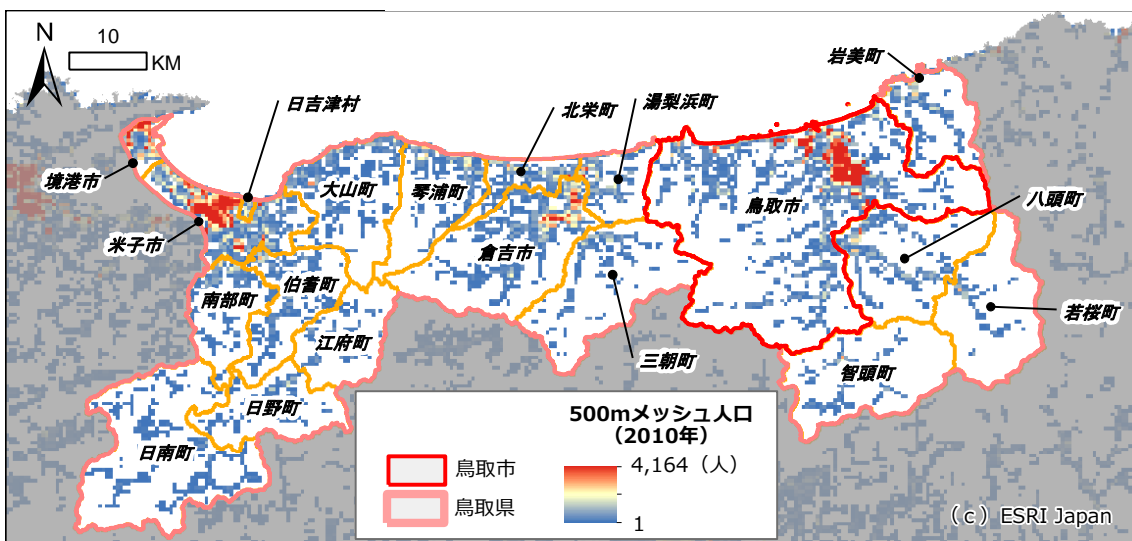 N
10
KM
岩美町
日吉津村
北栄町
湯梨浜町
境港市
大山町
琴浦町
鳥取市
八頭町
米子市
倉吉市
南部町
伯耆町
若桜町
江府町
三朝町
智頭町
日野町
日南町
500mメッシュ人口
(2010年)
鳥取市
4,164(人)
鳥取県
1
(c) ESRI Japan